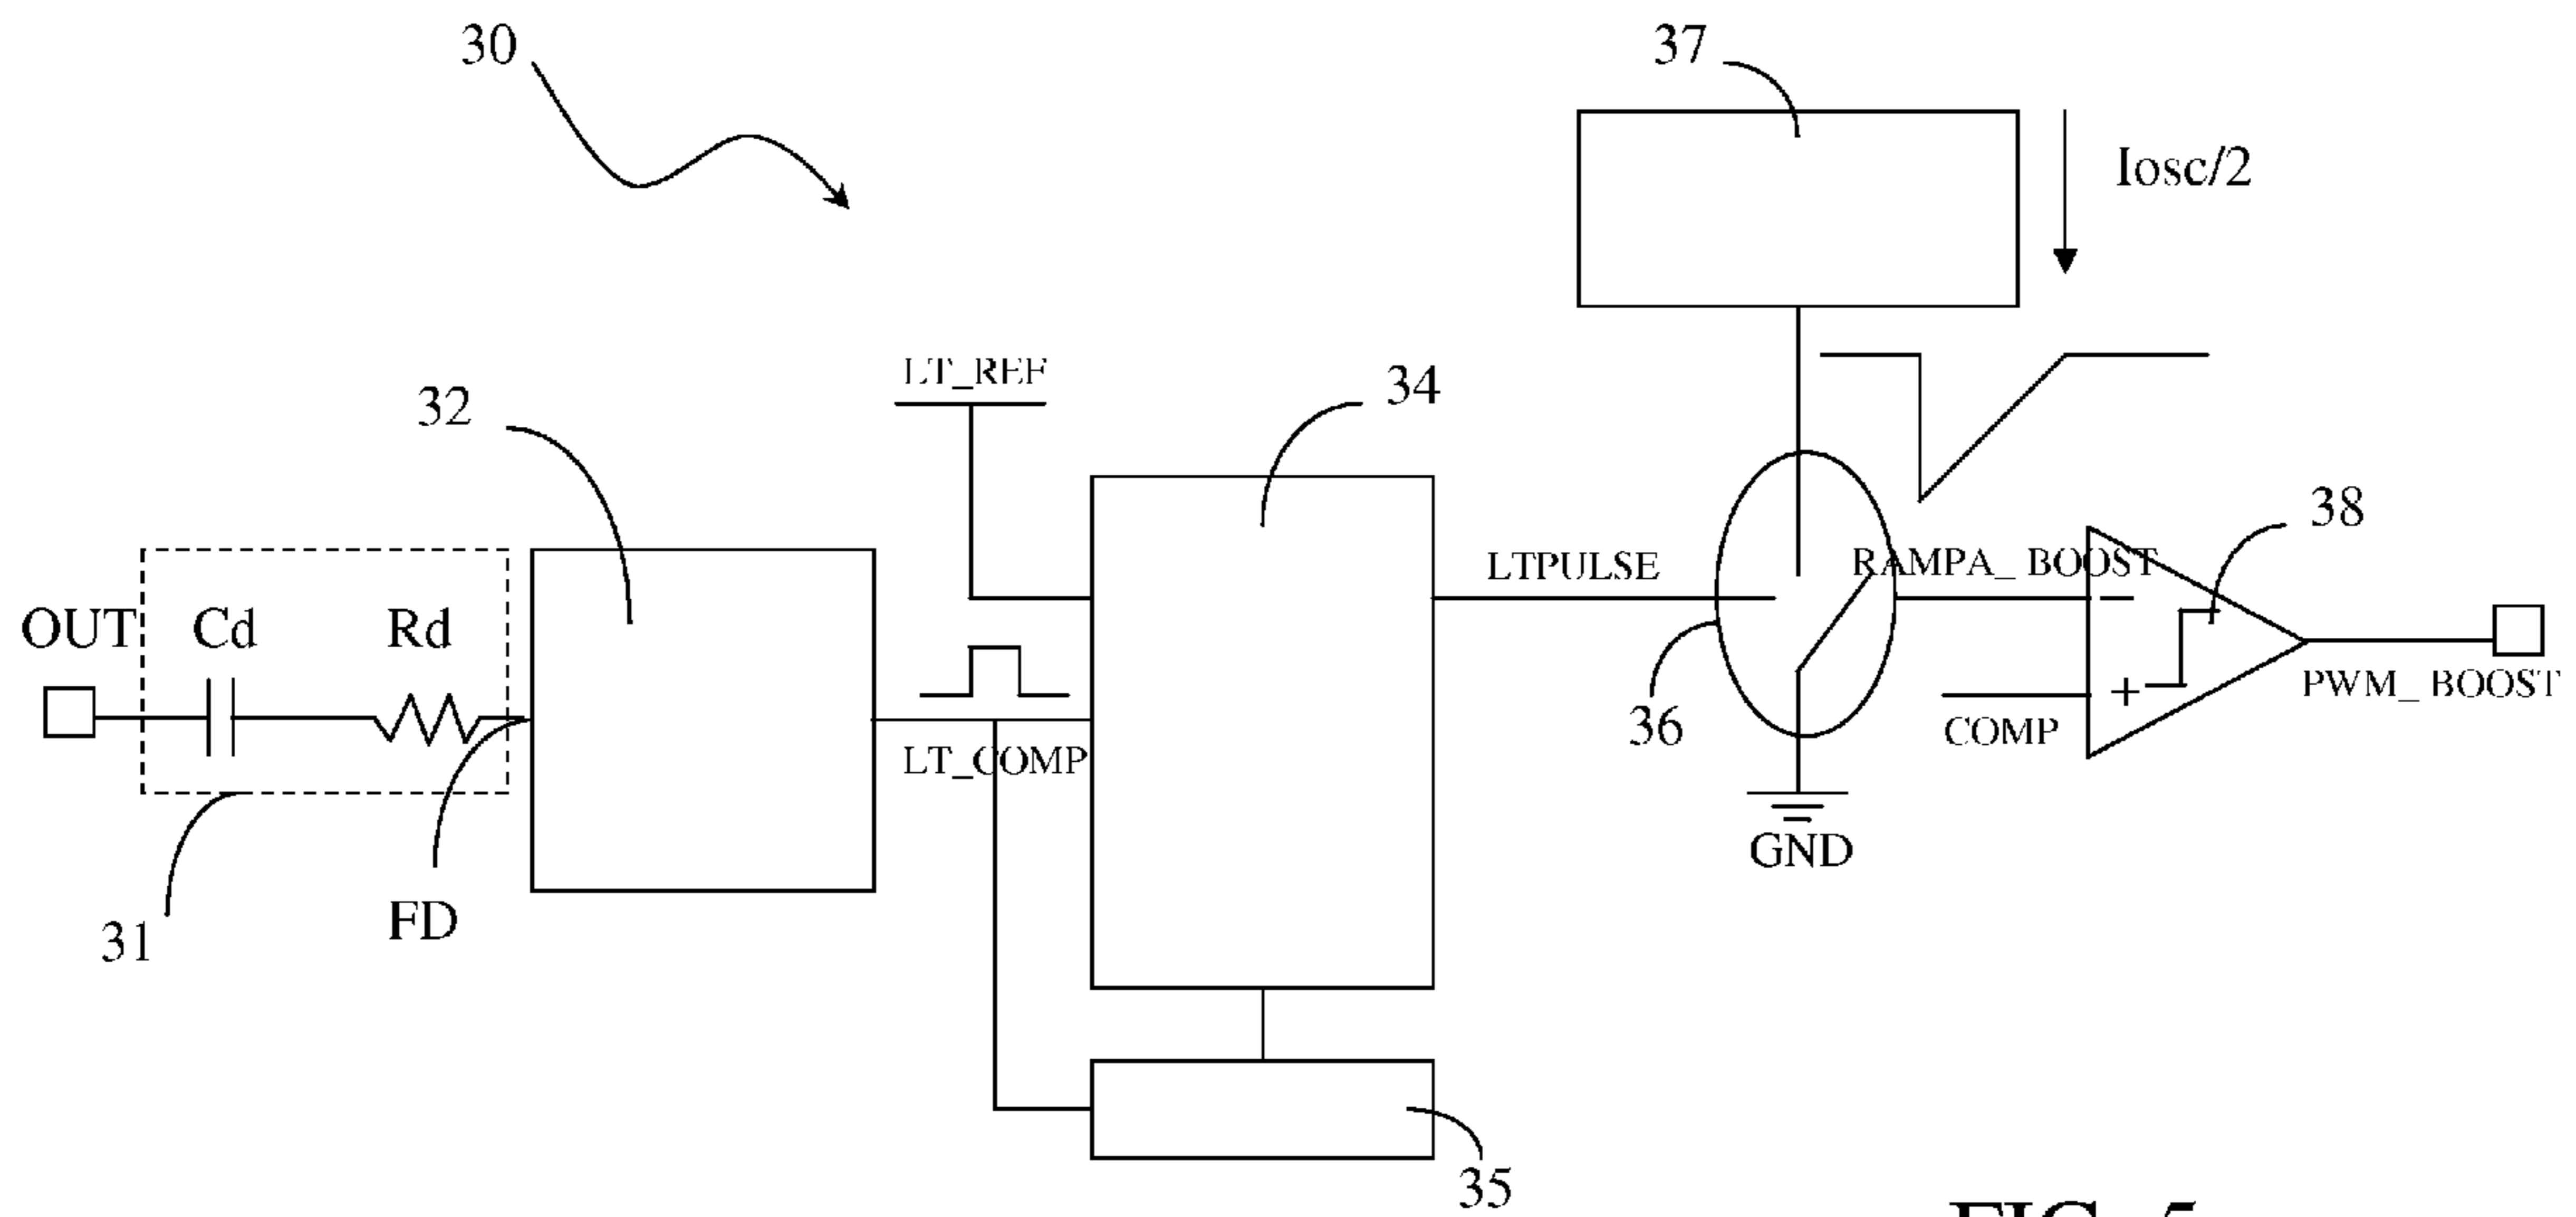 30
37
Iosc/2
LT_REF
34
32
38
LTPULSE
RAMPA_ BOOST
−
OUT
Cd
Rd
+
PWM_ BOOST
36
COMP
LT_COMP
GND
31
FD
35